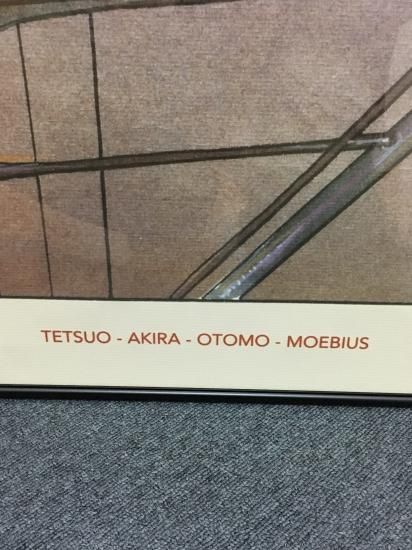 TETSUO - AKIRA - OTOMO - MOEBIUS